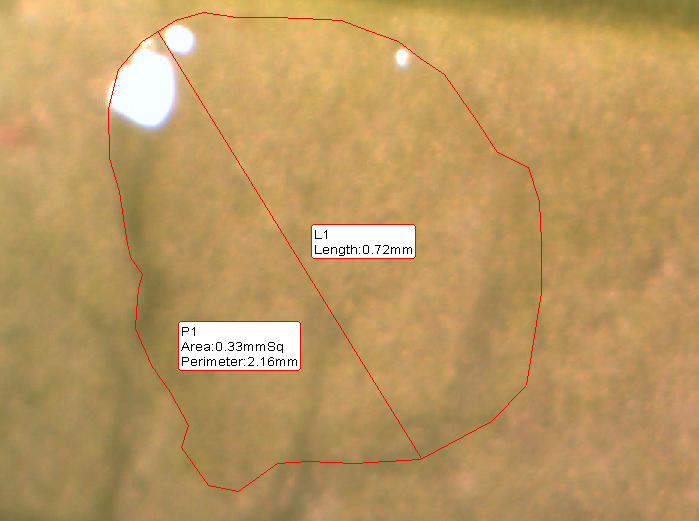 L1
Length:0.72mm
P1
Area:0.33mmSq
Perimeter:2.16mm